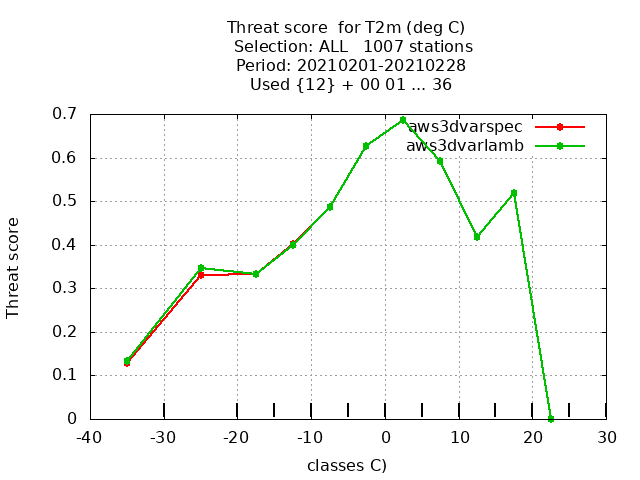 Threat score  for T2m (deg C)
Selection: ALL   1007 stations
Period: 20210201-20210228
Used {12} + 00 01 ... 36
aws3dvarspec
aws3dvarlamb
Threat score
0.7
0.6
0.5
0.4
0.3
0.2
0.1
0
-40 -30 -20 -10 0 10 20 30
classes C)